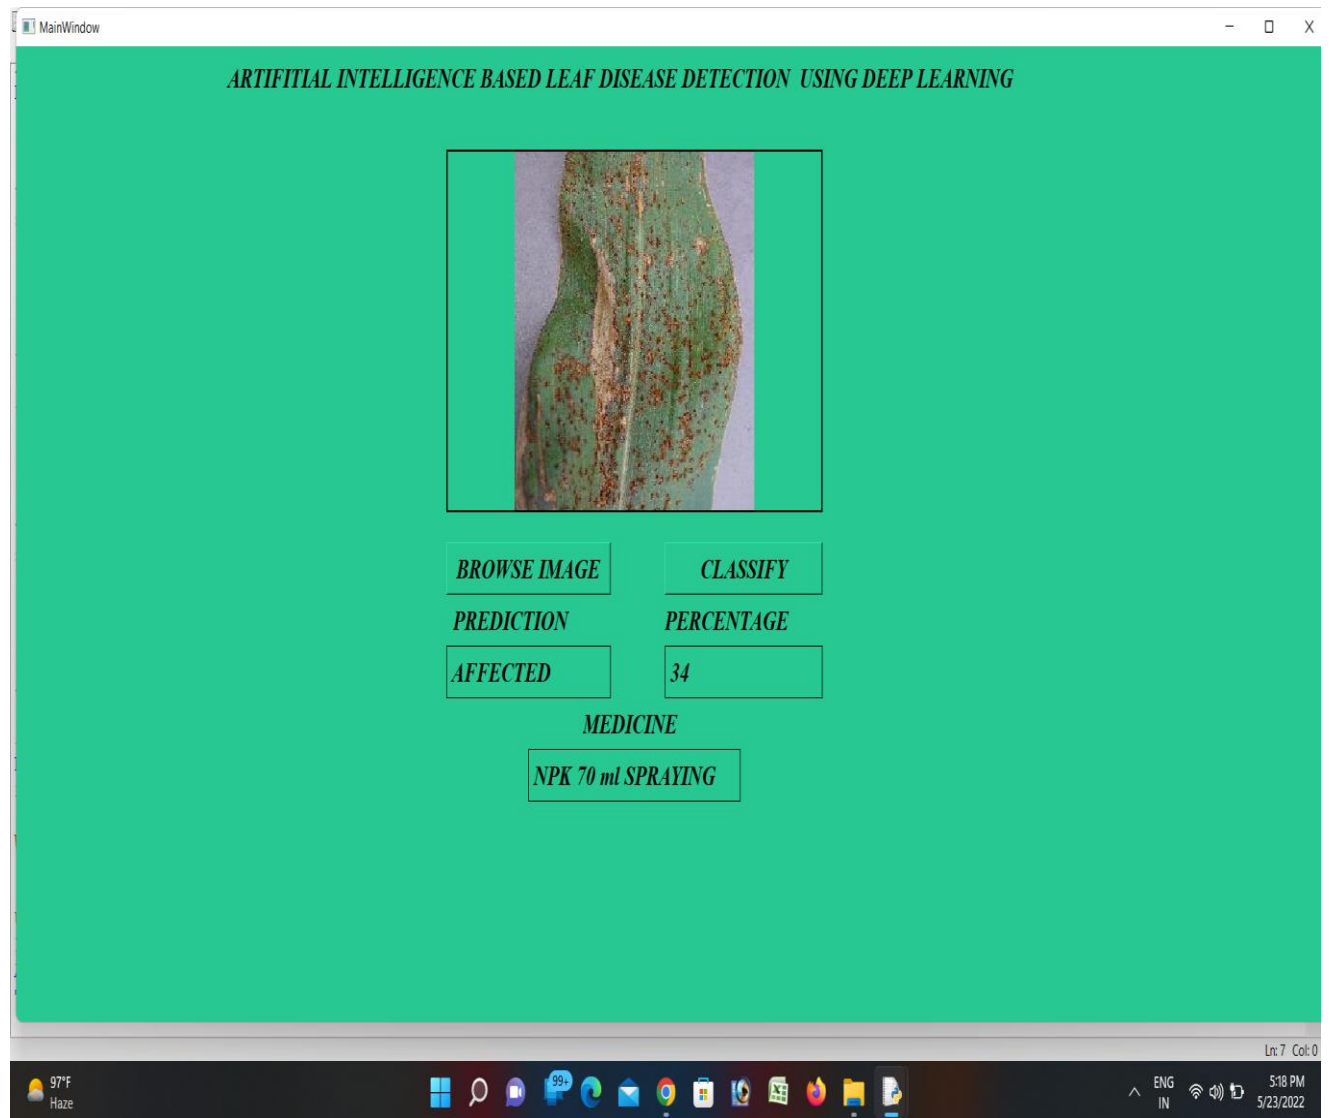 MainWindow
ARTIFITIAL INTELLIGENCE BASED LEAF DISEASE DETECTION USING DEEP LEARNING
BROWSE IMAGE
CLASSIFY
PREDICTION
PERCENTAGE
AFFECTED
34
MEDICINE
NPK 70 ml SPRAYING
Ln: 7 Col: 0
97°F
Haze
99+
ENG
IN
5:18 PM
5/23/2022